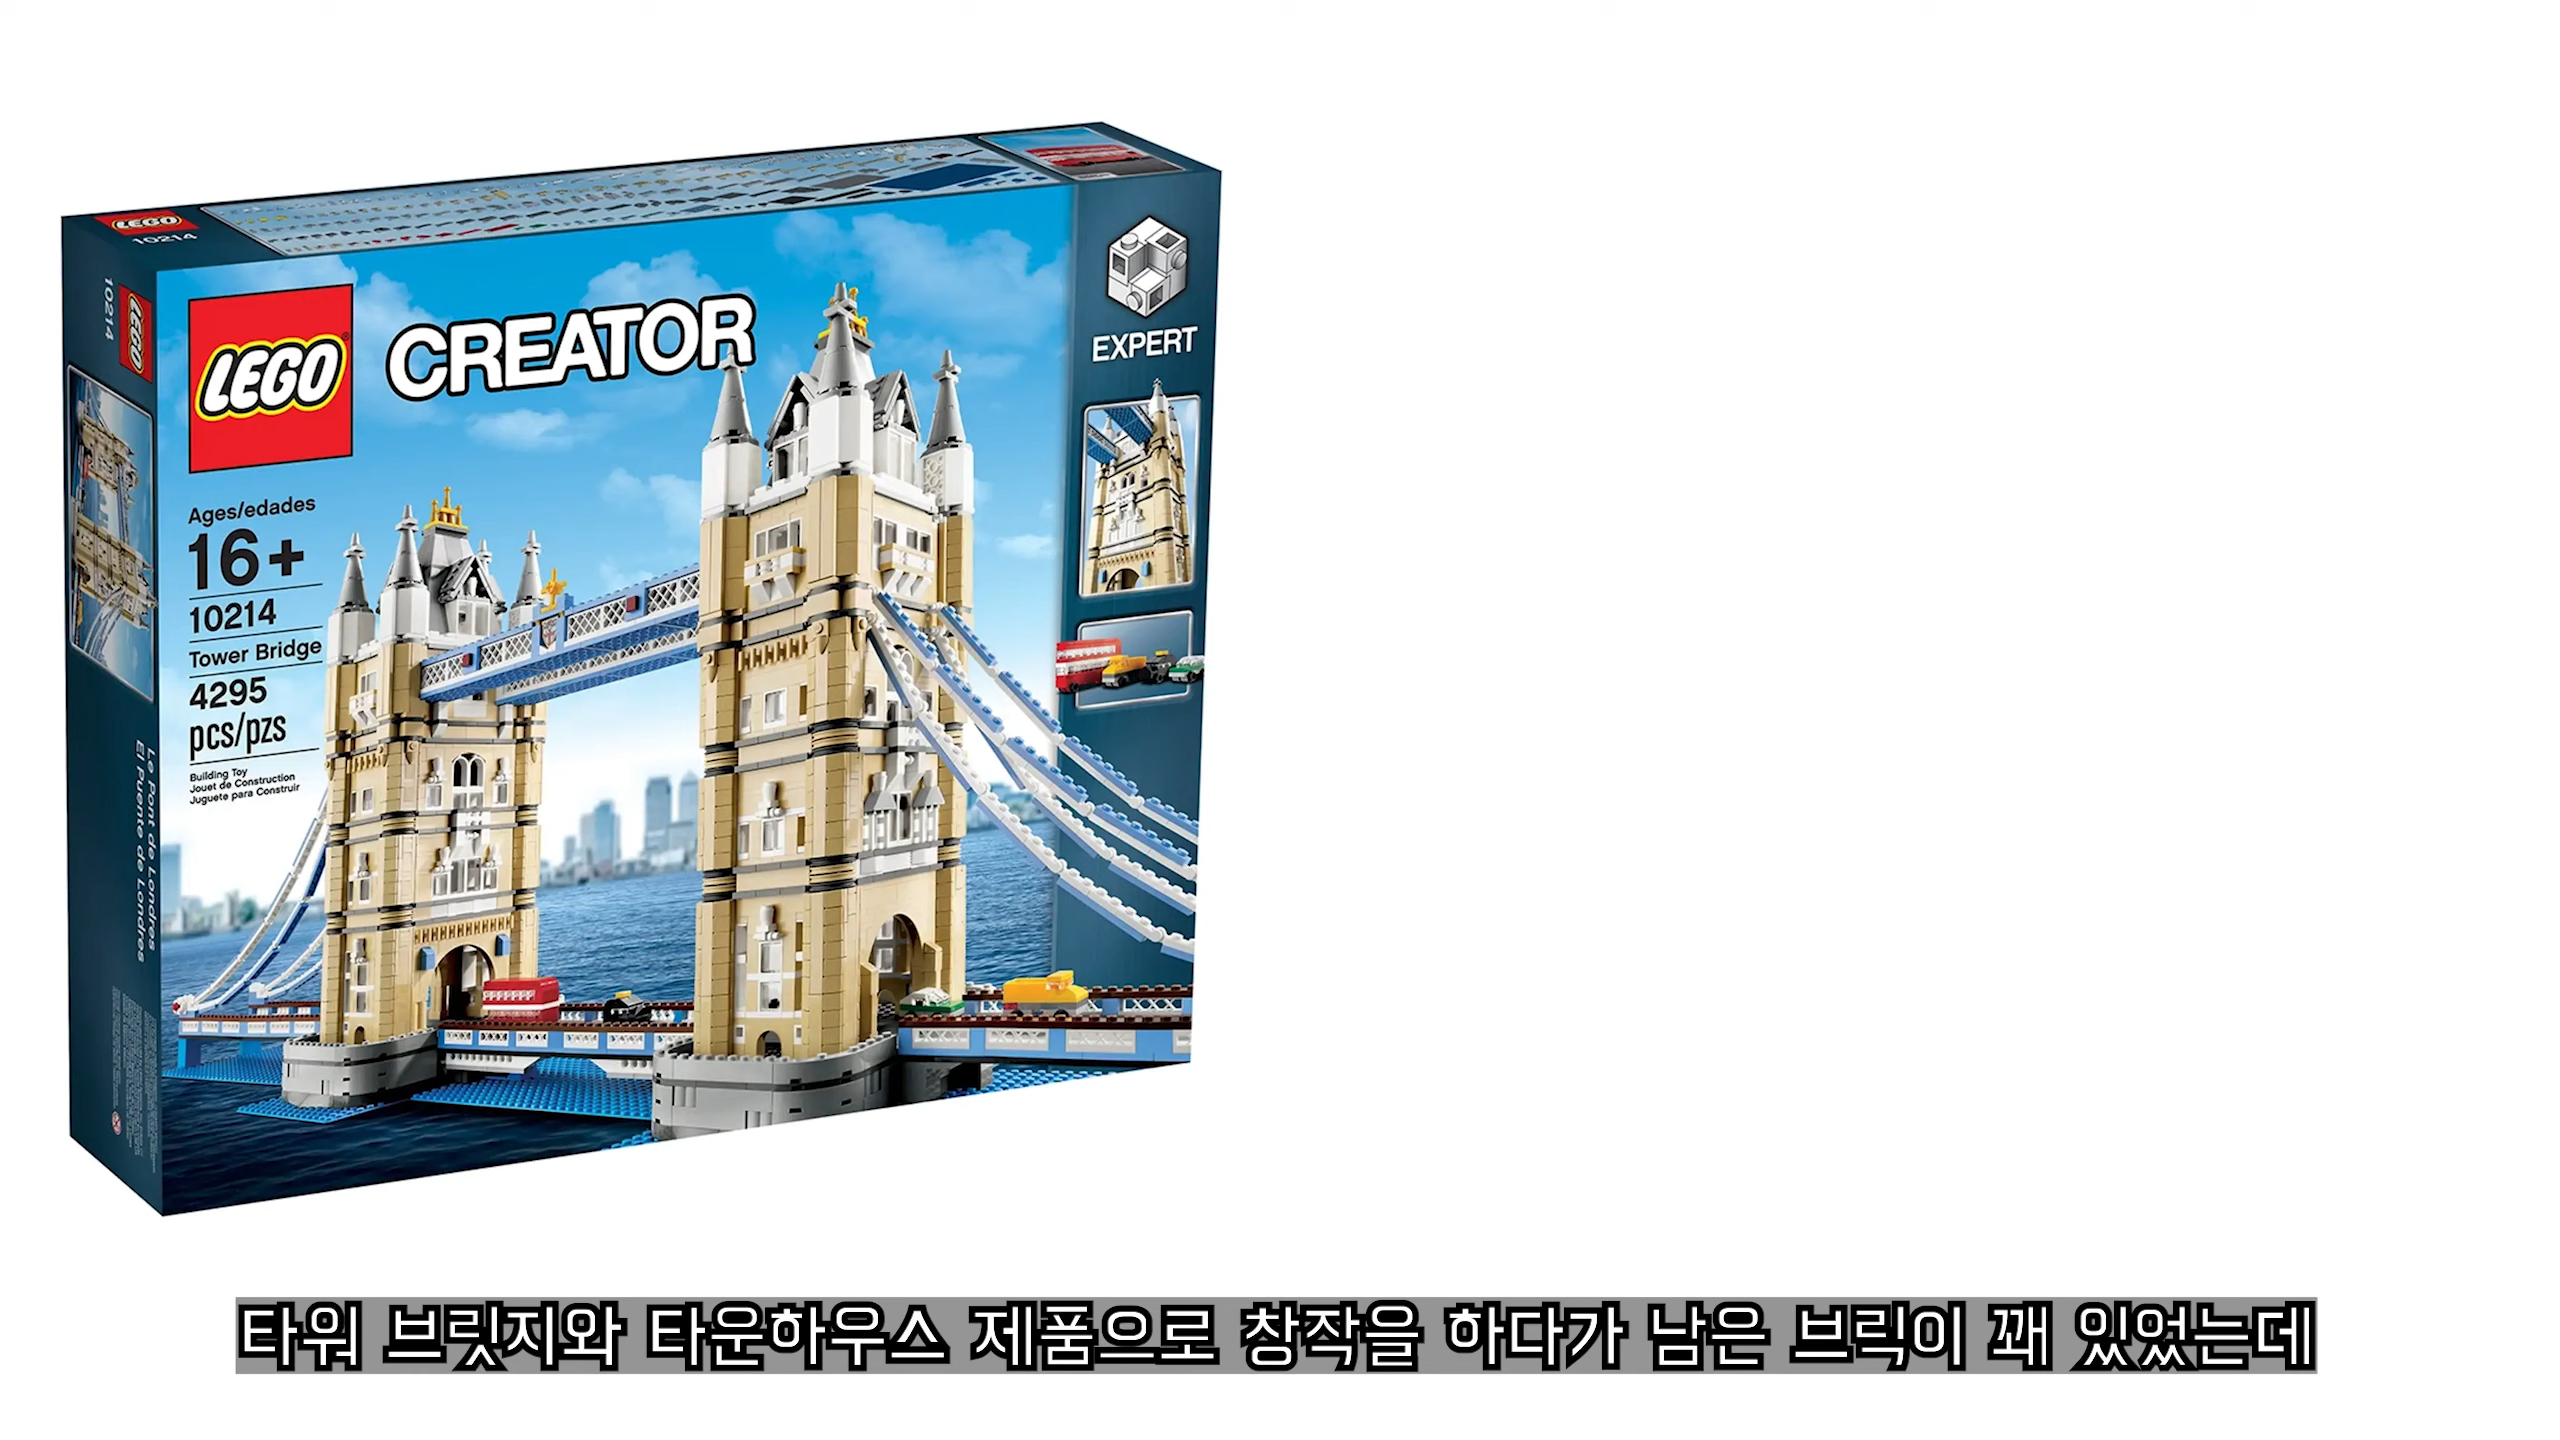 LEGO
10214
10214
LEGO
LEGO
CREATOR
EXPERT
Ages/edades
16+
10214
Tower Bridge
4295
pcs/pzs
Building Toy
Jouet de Construction
Juguete para Construir
Le Pont de Londres
El Puente de Londres
타워 브릿지와 타운하우스 제품으로 창작을 하다가 남은 브릭이 꽤 있었는데